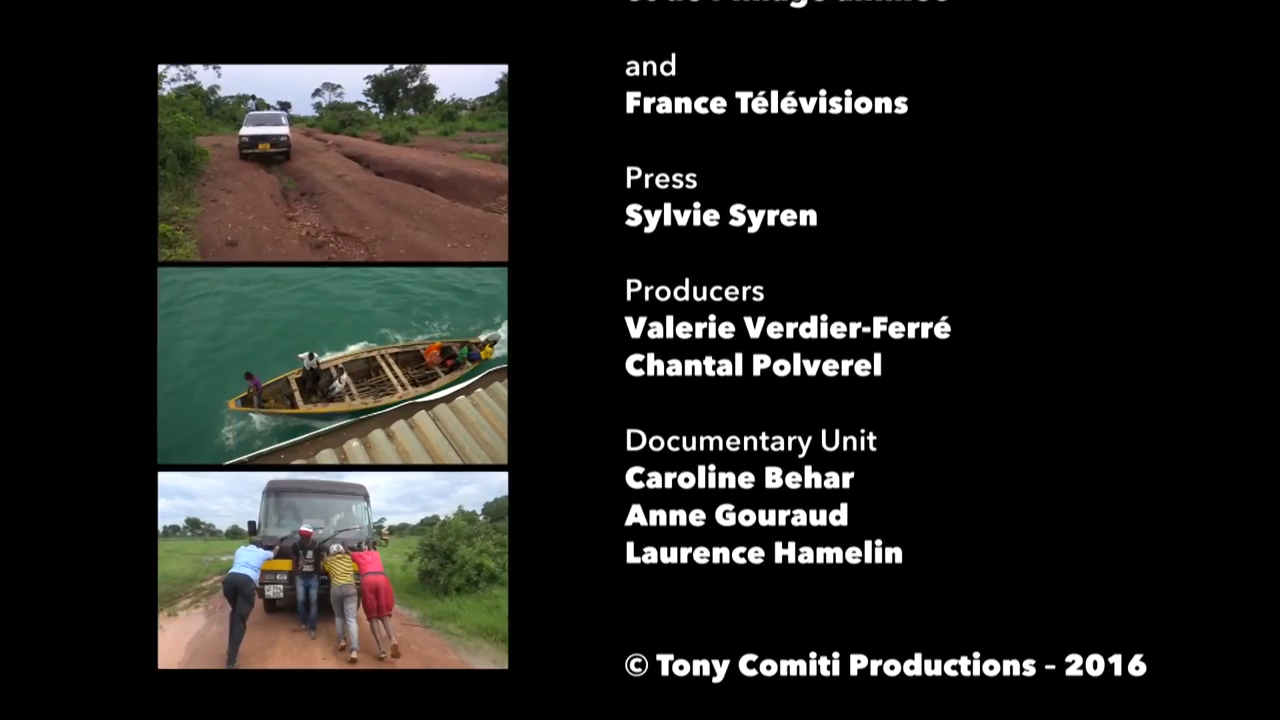 and
France Télévisions
Press
Sylvie Syren
Producers
Valerie Verdier-Ferré
Chantal Polverel
Documentary Unit
Caroline Behar
Anne Gouraud
Laurence Hamelin
© Tony Comiti Productions – 2016